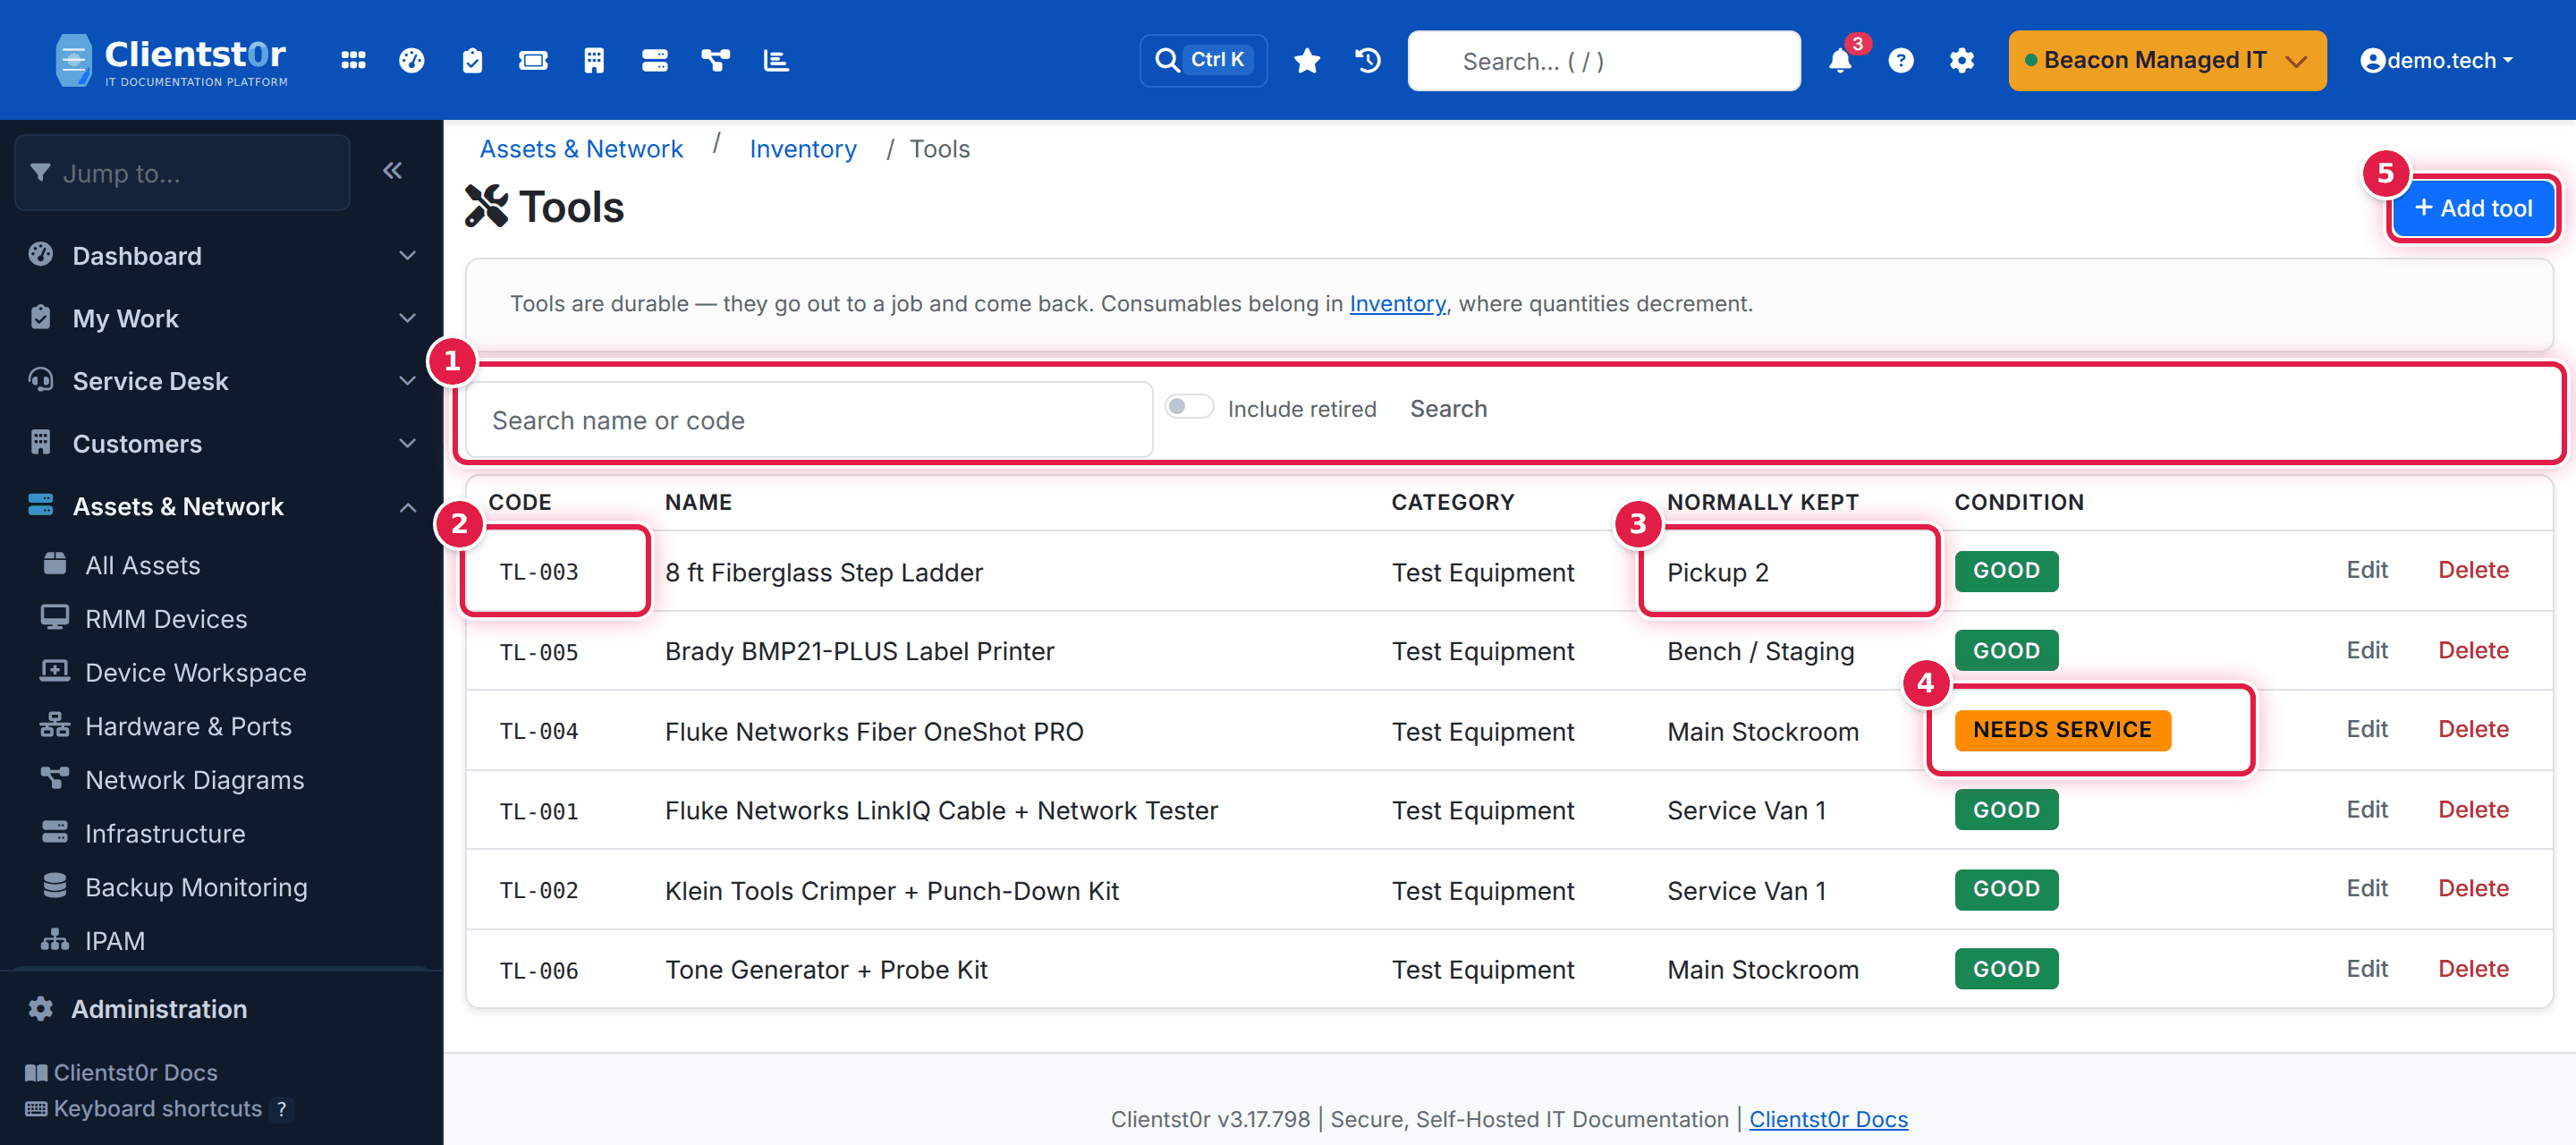 Clientst0r
IT DOCUMENTATION PLATFORM
Ctrl K
Search... ( / )
3
?
Beacon Managed IT
demo.tech
Jump to...
Dashboard
My Work
Service Desk
Customers
Assets & Network
All Assets
RMM Devices
Device Workspace
Hardware & Ports
Network Diagrams
Infrastructure
Backup Monitoring
IPAM
Administration
Clientst0r Docs
Keyboard shortcuts ?
Assets & Network / Inventory / Tools
Tools
5
+ Add tool
Tools are durable — they go out to a job and come back. Consumables belong in Inventory, where quantities decrement.
1
Search name or code
Include retired
Search
CODE NAME CATEGORY NORMALLY KEPT CONDITION
2
3
TL-003 8 ft Fiberglass Step Ladder Test Equipment Pickup 2 GOOD Edit Delete
TL-005 Brady BMP21-PLUS Label Printer Test Equipment Bench / Staging GOOD Edit Delete
4
TL-004 Fluke Networks Fiber OneShot PRO Test Equipment Main Stockroom NEEDS SERVICE Edit Delete
TL-001 Fluke Networks LinkIQ Cable + Network Tester Test Equipment Service Van 1 GOOD Edit Delete
TL-002 Klein Tools Crimper + Punch-Down Kit Test Equipment Service Van 1 GOOD Edit Delete
TL-006 Tone Generator + Probe Kit Test Equipment Main Stockroom GOOD Edit Delete
Clientst0r v3.17.798 | Secure, Self-Hosted IT Documentation | Clientst0r Docs